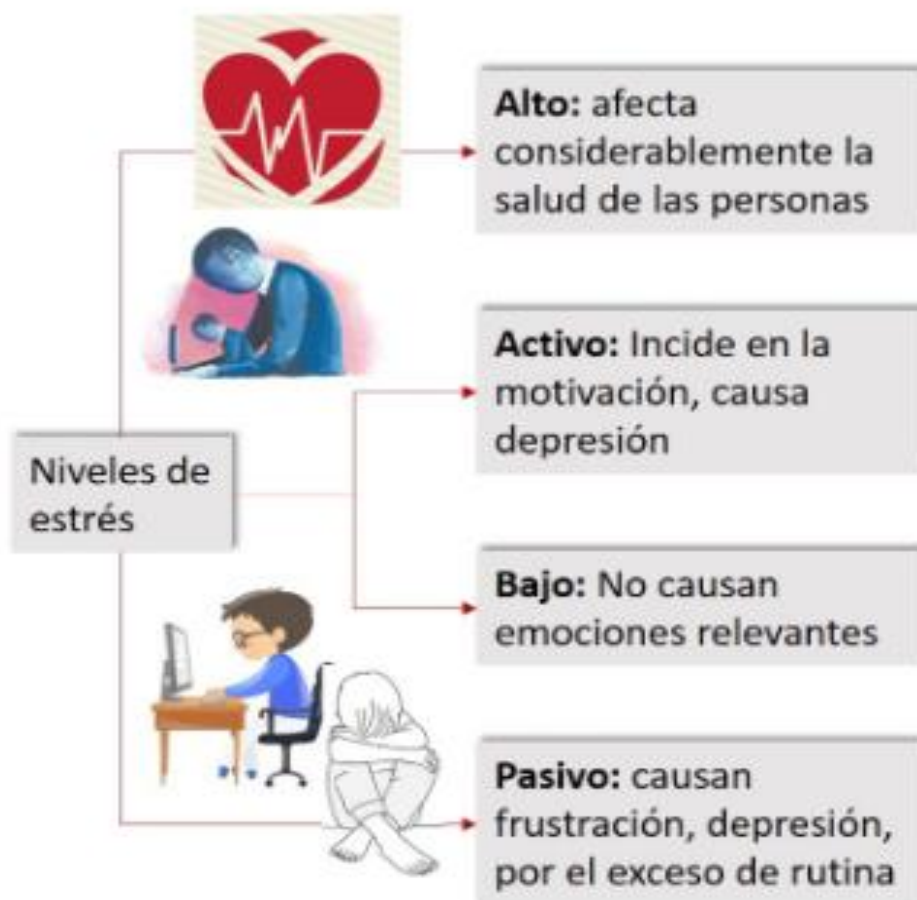 Alto: afecta
considerablemente la
salud de las personas
Activo: Incide en la
motivación, causa
depresión
Niveles de
estrés
Bajo: No causan
emociones relevantes
Pasivo: causan
frustración, depresión,
por el exceso de rutina